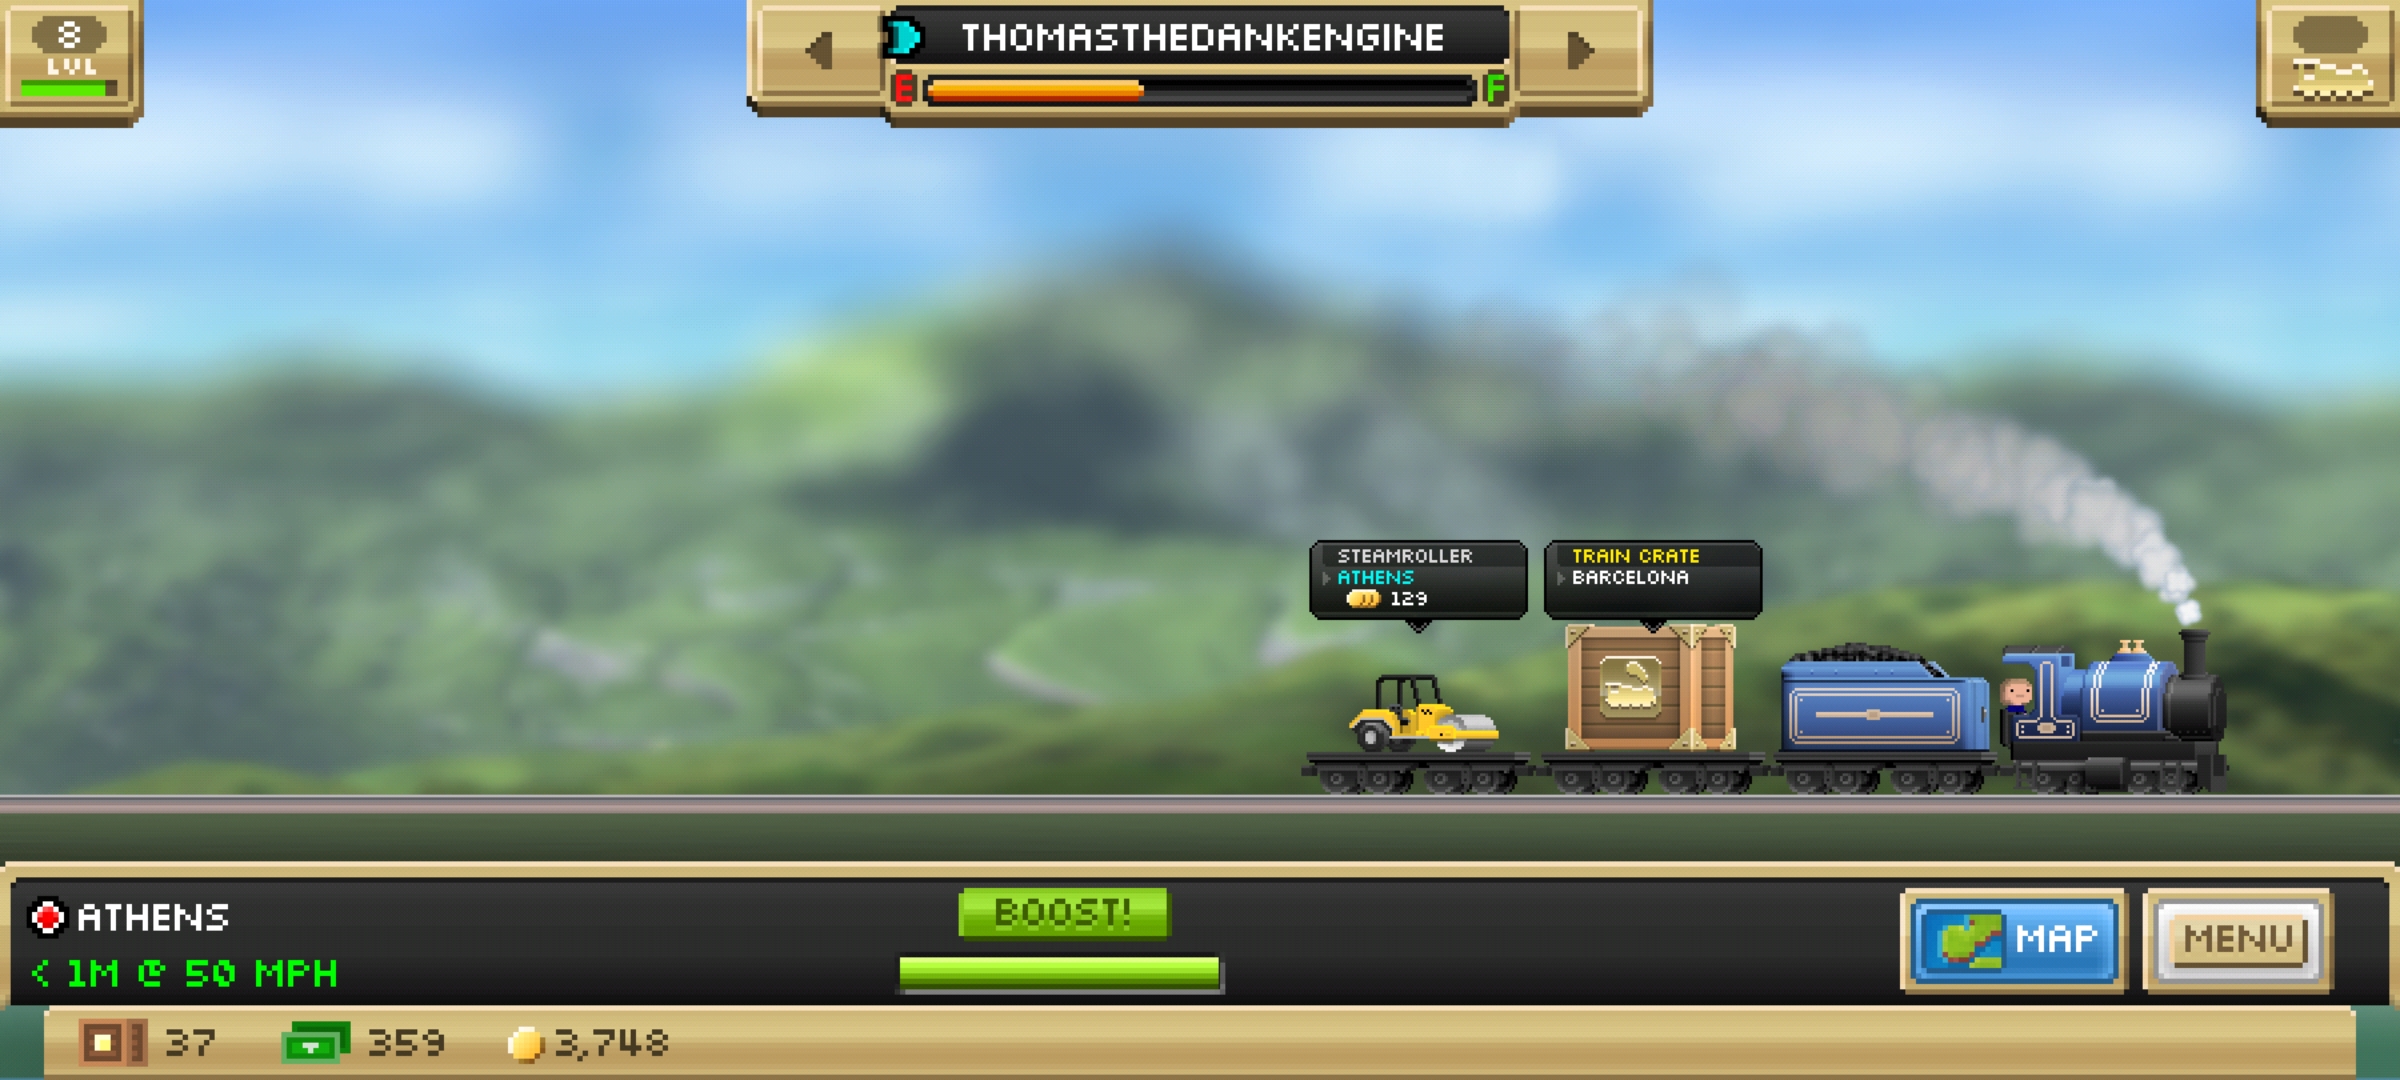 8
LVL
THOMASTHEDANKENGINE
E F
STEAMROLLER
ATHENS
129
TRAIN CRATE
BARCELONA
ATHENS
< 1M @ 50 MPH
BOOST!
MAP
MENU
37
359
3,748